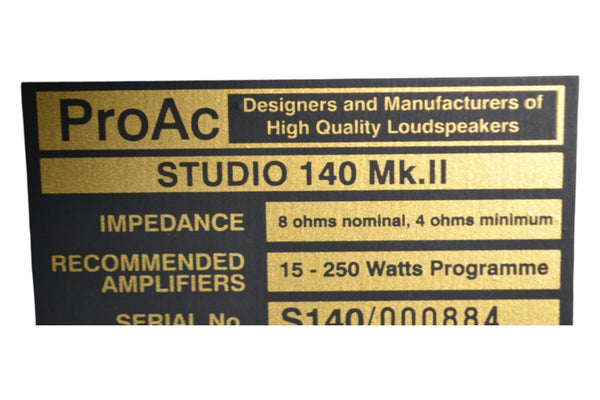 ProAc
Designers and Manufacturers of
High Quality Loudspeakers
STUDIO 140 Mk.II
IMPEDANCE
8 ohms nominal, 4 ohms minimum
RECOMMENDED
AMPLIFIERS
15 - 250 Watts Programme
SERIAL No.
S140/000884